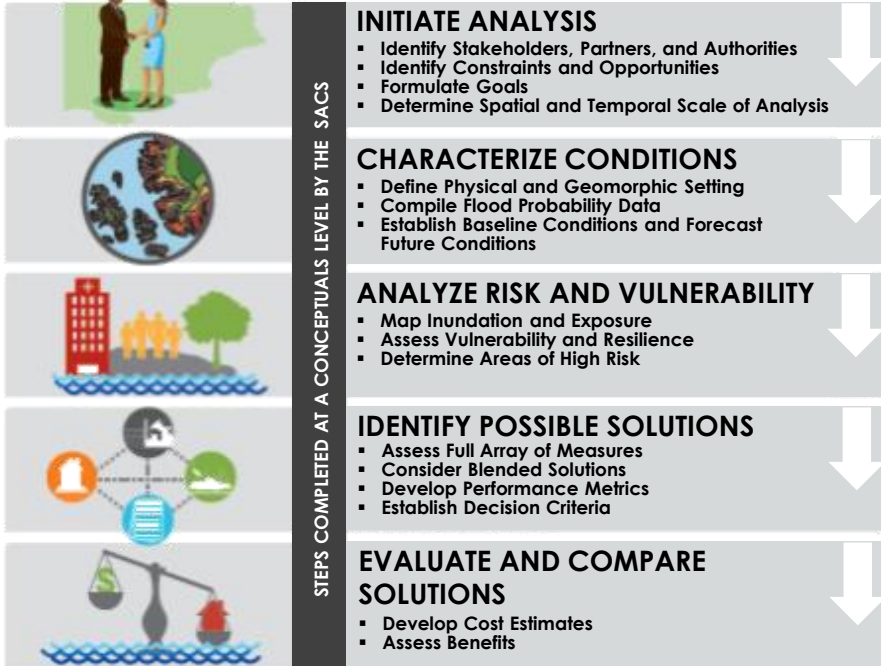 INITIATE ANALYSIS
▪ Identify Stakeholders, Partners, and Authorities
▪ Identify Constraints and Opportunities
▪ Formulate Goals
▪ Determine Spatial and Temporal Scale of Analysis
STEPS COMPLETED AT A CONCEPTUALS LEVEL BY THE SACS
CHARACTERIZE CONDITIONS
▪ Define Physical and Geomorphic Setting
▪ Compile Flood Probability Data
▪ Establish Baseline Conditions and Forecast
Future Conditions
ANALYZE RISK AND VULNERABILITY
▪ Map Inundation and Exposure
▪ Assess Vulnerability and Resilience
▪ Determine Areas of High Risk
IDENTIFY POSSIBLE SOLUTIONS
▪ Assess Full Array of Measures
▪ Consider Blended Solutions
▪ Develop Performance Metrics
▪ Establish Decision Criteria
$
EVALUATE AND COMPARE
SOLUTIONS
▪ Develop Cost Estimates
▪ Assess Benefits